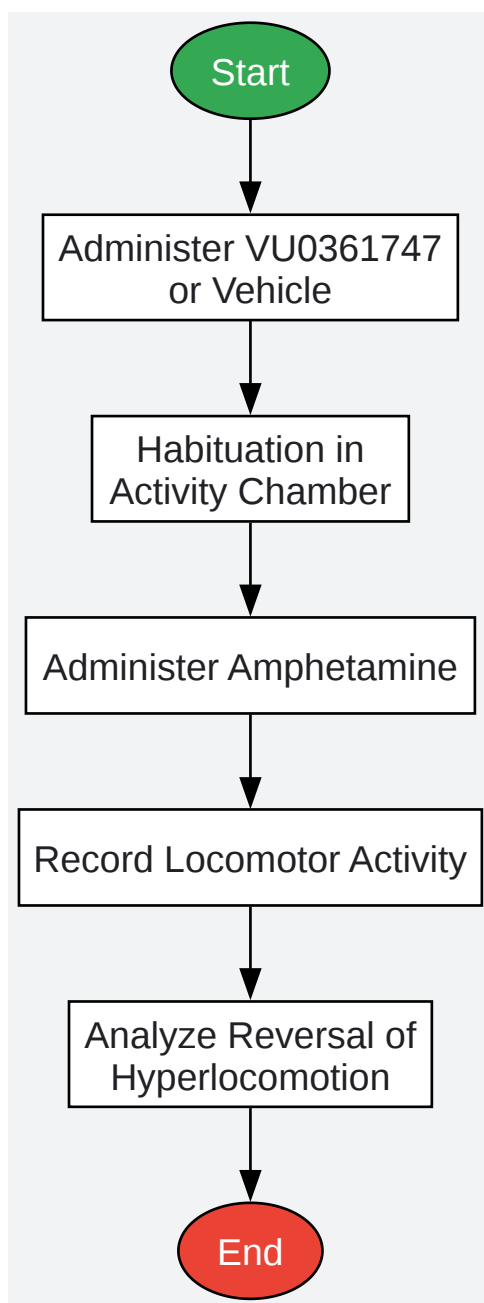 Start
Administer VU0361747
or Vehicle
Habituation in
Activity Chamber
Administer Amphetamine
Record Locomotor Activity
Analyze Reversal of
Hyperlocomotion
End